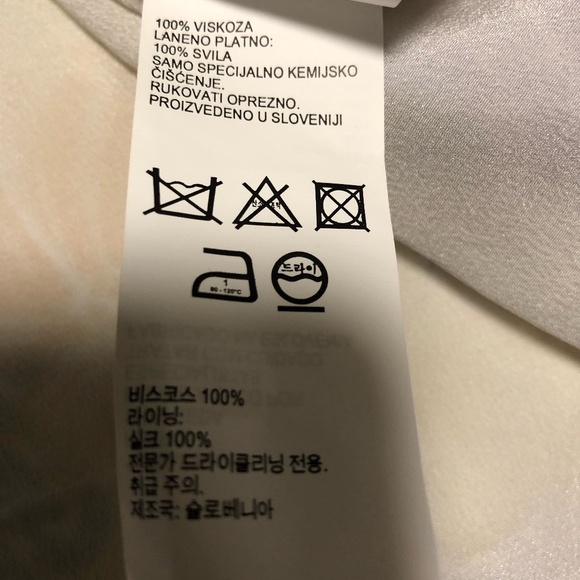 100% VISKOZA
LANENO PLATNO:
100% SVILA
SAMO SPECIJALNO KEMIJSKO
ČIŠĆENJE.
RUKOVATI OPREZNO.
PROIZVEDENO U SLOVENIJI
드라이
1
80 - 120°C
비스코스 100%
라이닝:
실크 100%
전문가 드라이클리닝 전용.
취급 주의.
제조국: 슬로베니아